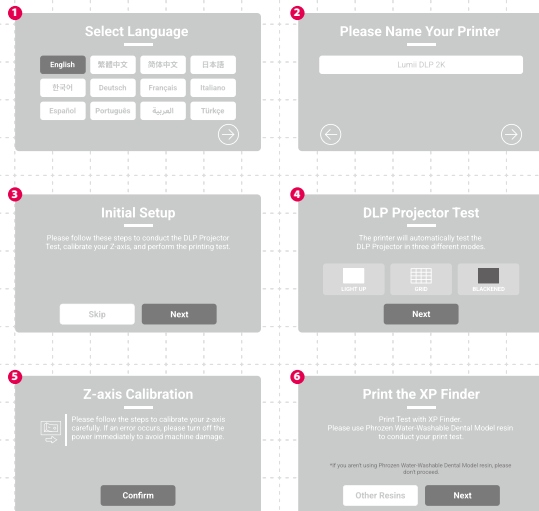 1
Select Language
English 繁體中文 简体中文 日本語
한국어 Deutsch Français Italiano
Español Português العربية Türkçe
2
Please Name Your Printer
Lumii DLP 2K
3
Initial Setup
Please follow these steps to conduct the DLP Projector
Test, calibrate your Z-axis, and perform the printing test.
Skip Next
4
DLP Projector Test
The printer will automatically test the
DLP Projector in three different modes.
LIGHT UP GRID BLACKENED
Next
5
Z-axis Calibration
Please follow the steps to calibrate your z-axis
carefully. If an error occurs, please turn off the
power immediately to avoid machine damage.
Confirm
6
Print the XP Finder
Print Test with XP Finder.
Please use Phrozen Water-Washable Dental Model resin
to conduct your print test.
*If you aren't using Phrozen Water-Washable Dental Model resin, please
don't proceed.
Other Resins Next